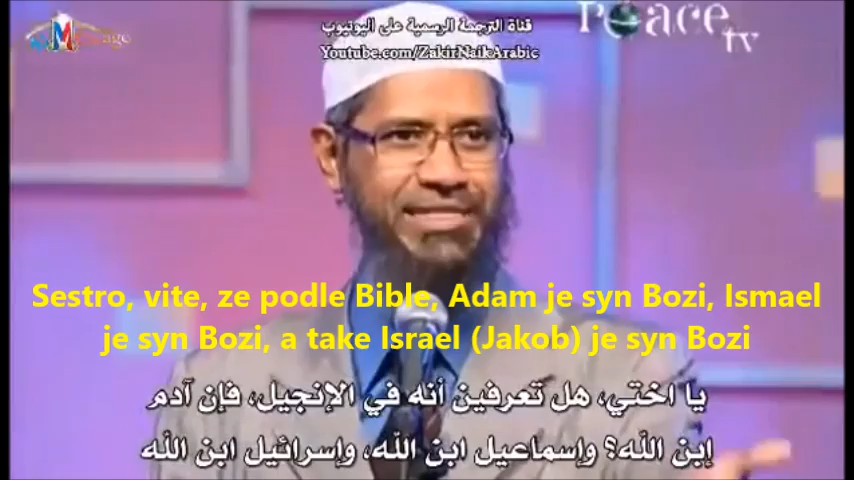 قناة الترجمة الرسمية على اليوتيوب
Youtube.com/ZakirNaikArabic
Peace
tv
Sestro, vite, ze podle Bible, Adam je syn Bozi, Ismael
je syn Bozi, a take Israel (Jakob) je syn Bozi
يا اختي، هل تعرفين أنه في الإنجيل، فإن آدم
إبن الله؟ وإسماعيل ابن الله، وإسرائيل ابن الله